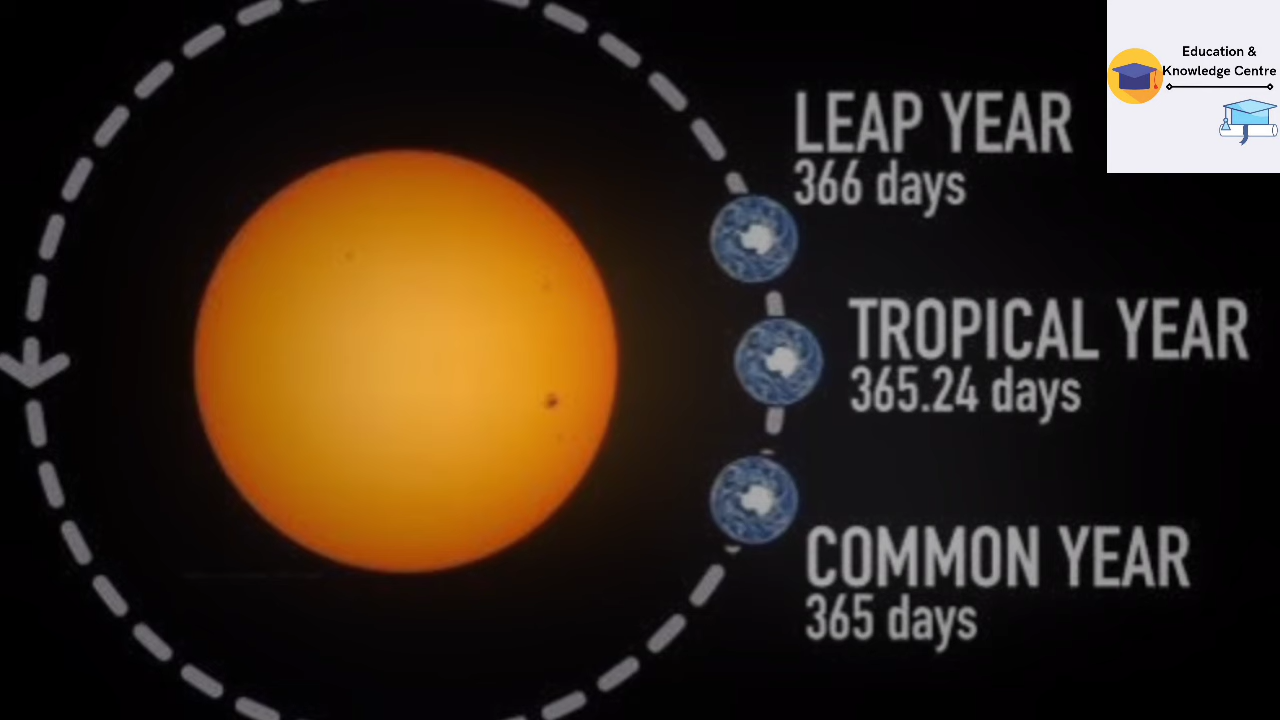 Education &
Knowledge Centre
LEAP YEAR
366 days
TROPICAL YEAR
365.24 days
COMMON YEAR
365 days